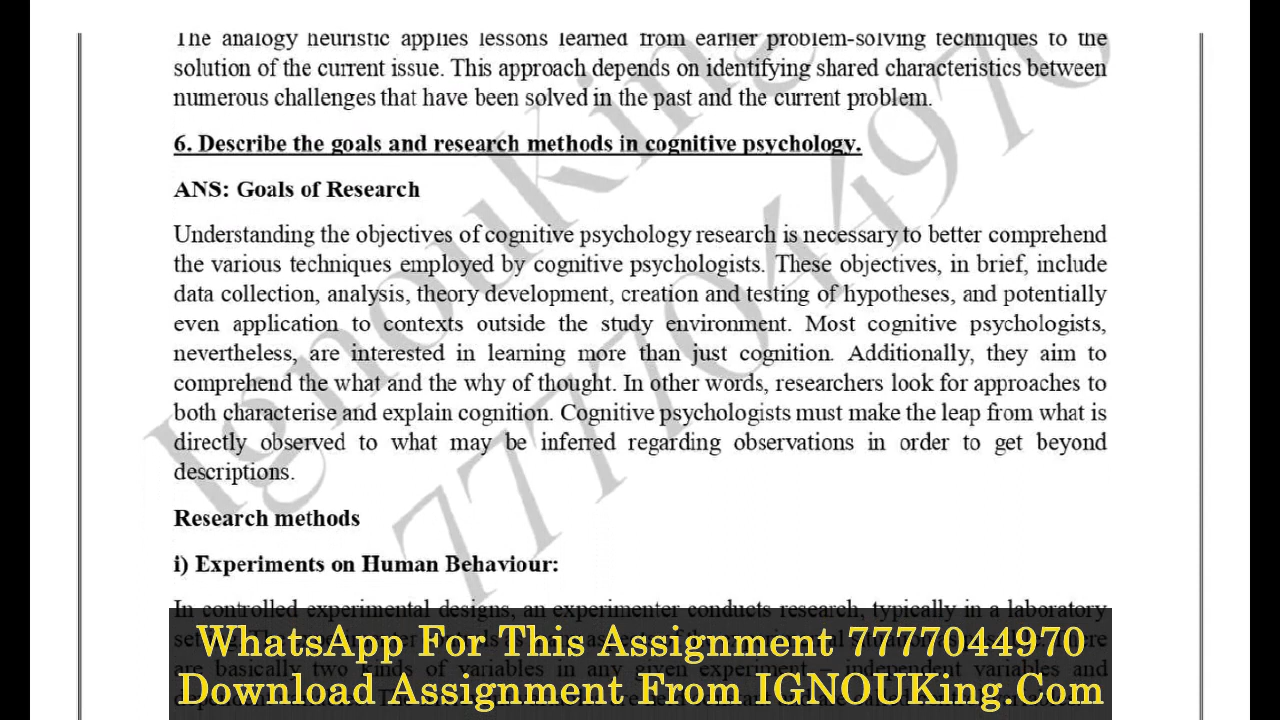 The analogy heuristic applies lessons learned from earlier problem-solving techniques to the
solution of the current issue. This approach depends on identifying shared characteristics between
numerous challenges that have been solved in the past and the current problem.
6. Describe the goals and research methods in cognitive psychology.
ANS: Goals of Research
Understanding the objectives of cognitive psychology research is necessary to better comprehend
the various techniques employed by cognitive psychologists. These objectives, in brief, include
data collection, analysis, theory development, creation and testing of hypotheses, and potentially
even application to contexts outside the study environment. Most cognitive psychologists,
nevertheless, are interested in learning more than just cognition. Additionally, they aim to
comprehend the what and the why of thought. In other words, researchers look for approaches to
both characterise and explain cognition. Cognitive psychologists must make the leap from what is
directly observed to what may be inferred regarding observations in order to get beyond
descriptions.
Research methods
i) Experiments on Human Behaviour:
In controlled experimental designs, an experimenter conducts research, typically in a laboratory
are basically two kinds of variables in any given experiment – independent variables and
WhatsApp For This Assignment 7777044970
Download Assignment From IGNOUKing.Com
IgnouKing
7777044970